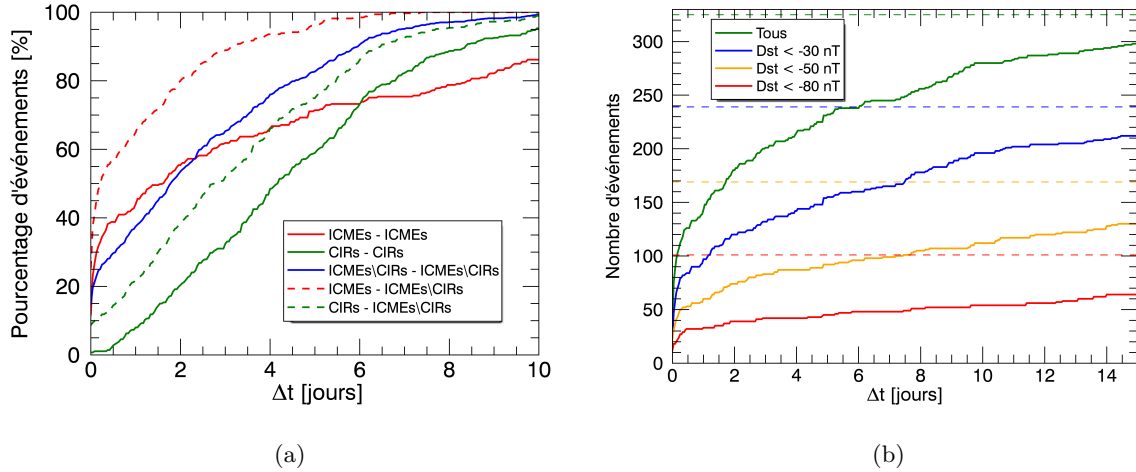 Pourcentage d'événements [%]
100
80
60
40
20
0
ICMEs - ICMEs
CIRs - CIRs
ICMEs\CIRs - ICMEs\CIRs
ICMEs - ICMEs\CIRs
CIRs - ICMEs\CIRs
0 2 4 6 8 10
Δt [jours]
(a)
Nombre d'événements
300
250
200
150
100
50
0
Tous
Dst < -30 nT
Dst < -50 nT
Dst < -80 nT
0 2 4 6 8 10 12 14
Δt [jours]
(b)